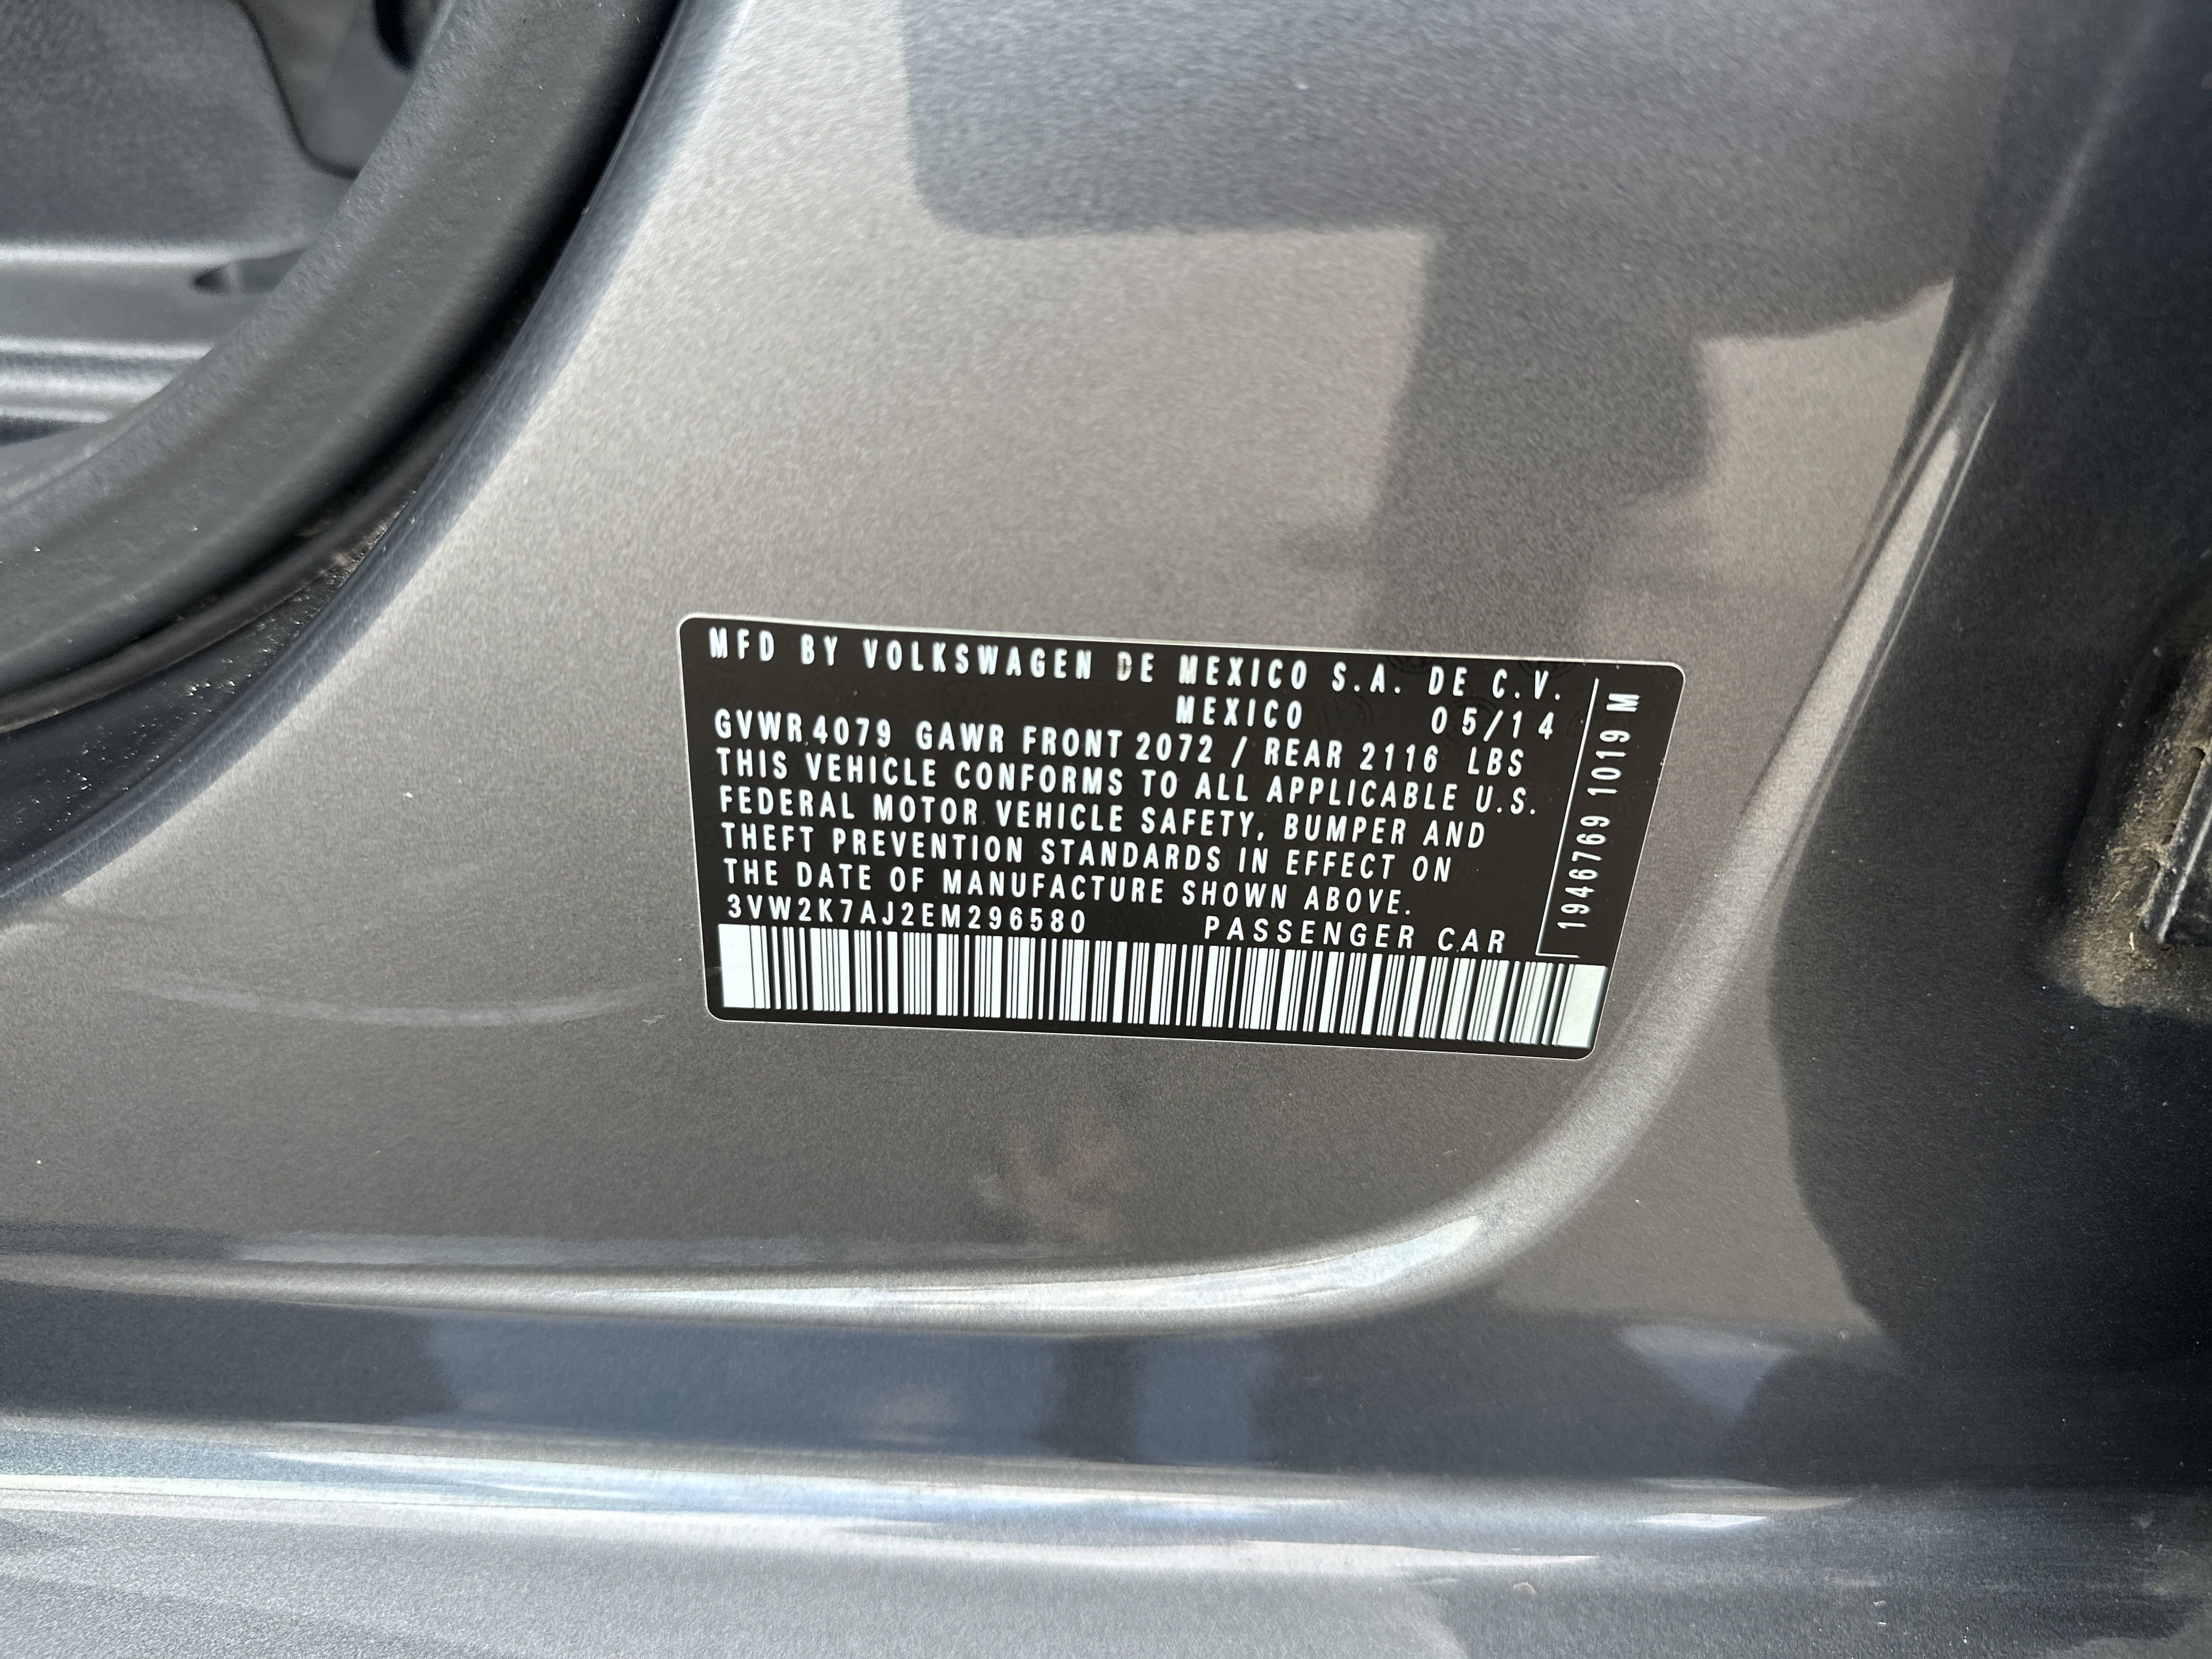 MFD BY VOLKSWAGEN DE MEXICO S.A. DE C.V.
MEXICO 05/14
GVWR 4079 GAWR FRONT 2072 / REAR 2116 LBS
THIS VEHICLE CONFORMS TO ALL APPLICABLE U.S.
FEDERAL MOTOR VEHICLE SAFETY, BUMPER AND
THEFT PREVENTION STANDARDS IN EFFECT ON
THE DATE OF MANUFACTURE SHOWN ABOVE.
3VW2K7AJ2EM296580 PASSENGER CAR
1946769 1019 M